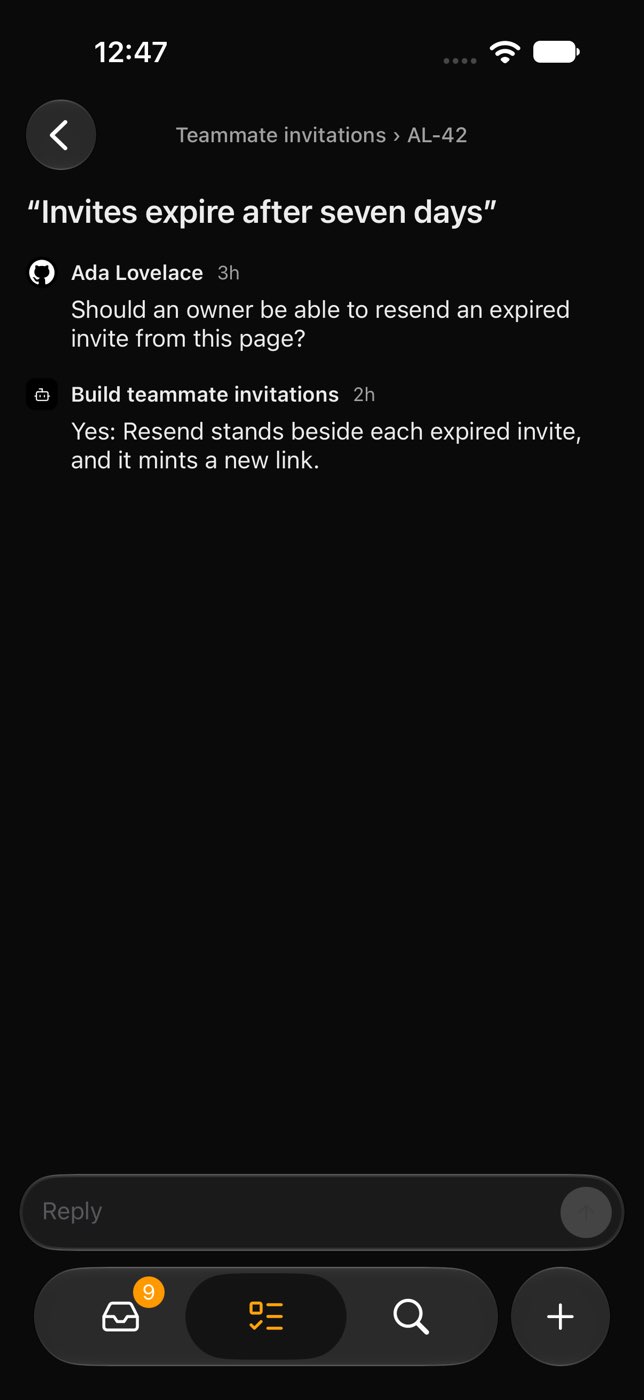 12:47
Teammate invitations › AL-42
“Invites expire after seven days”
Ada Lovelace 3h
Should an owner be able to resend an expired
invite from this page?
Build teammate invitations 2h
Yes: Resend stands beside each expired invite,
and it mints a new link.
Reply
9